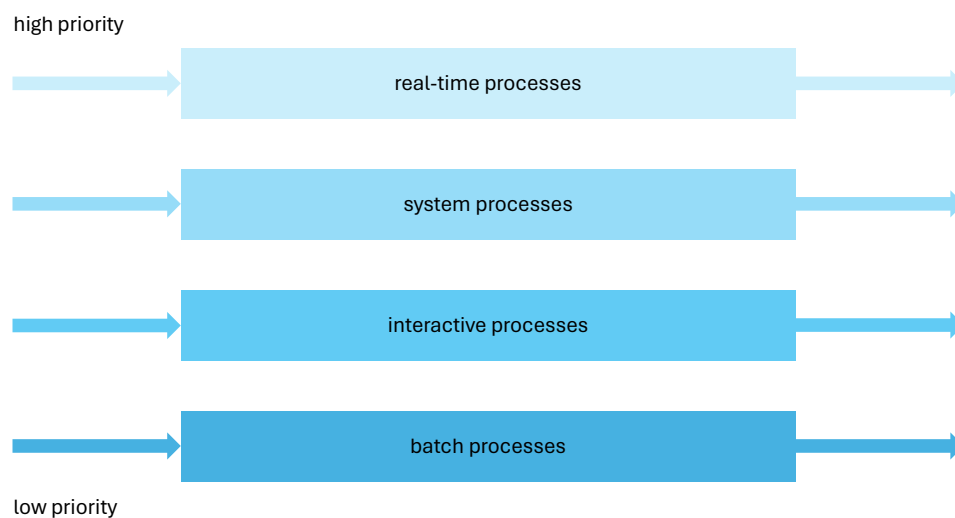 high priority
real-time processes
system processes
interactive processes
batch processes
low priority